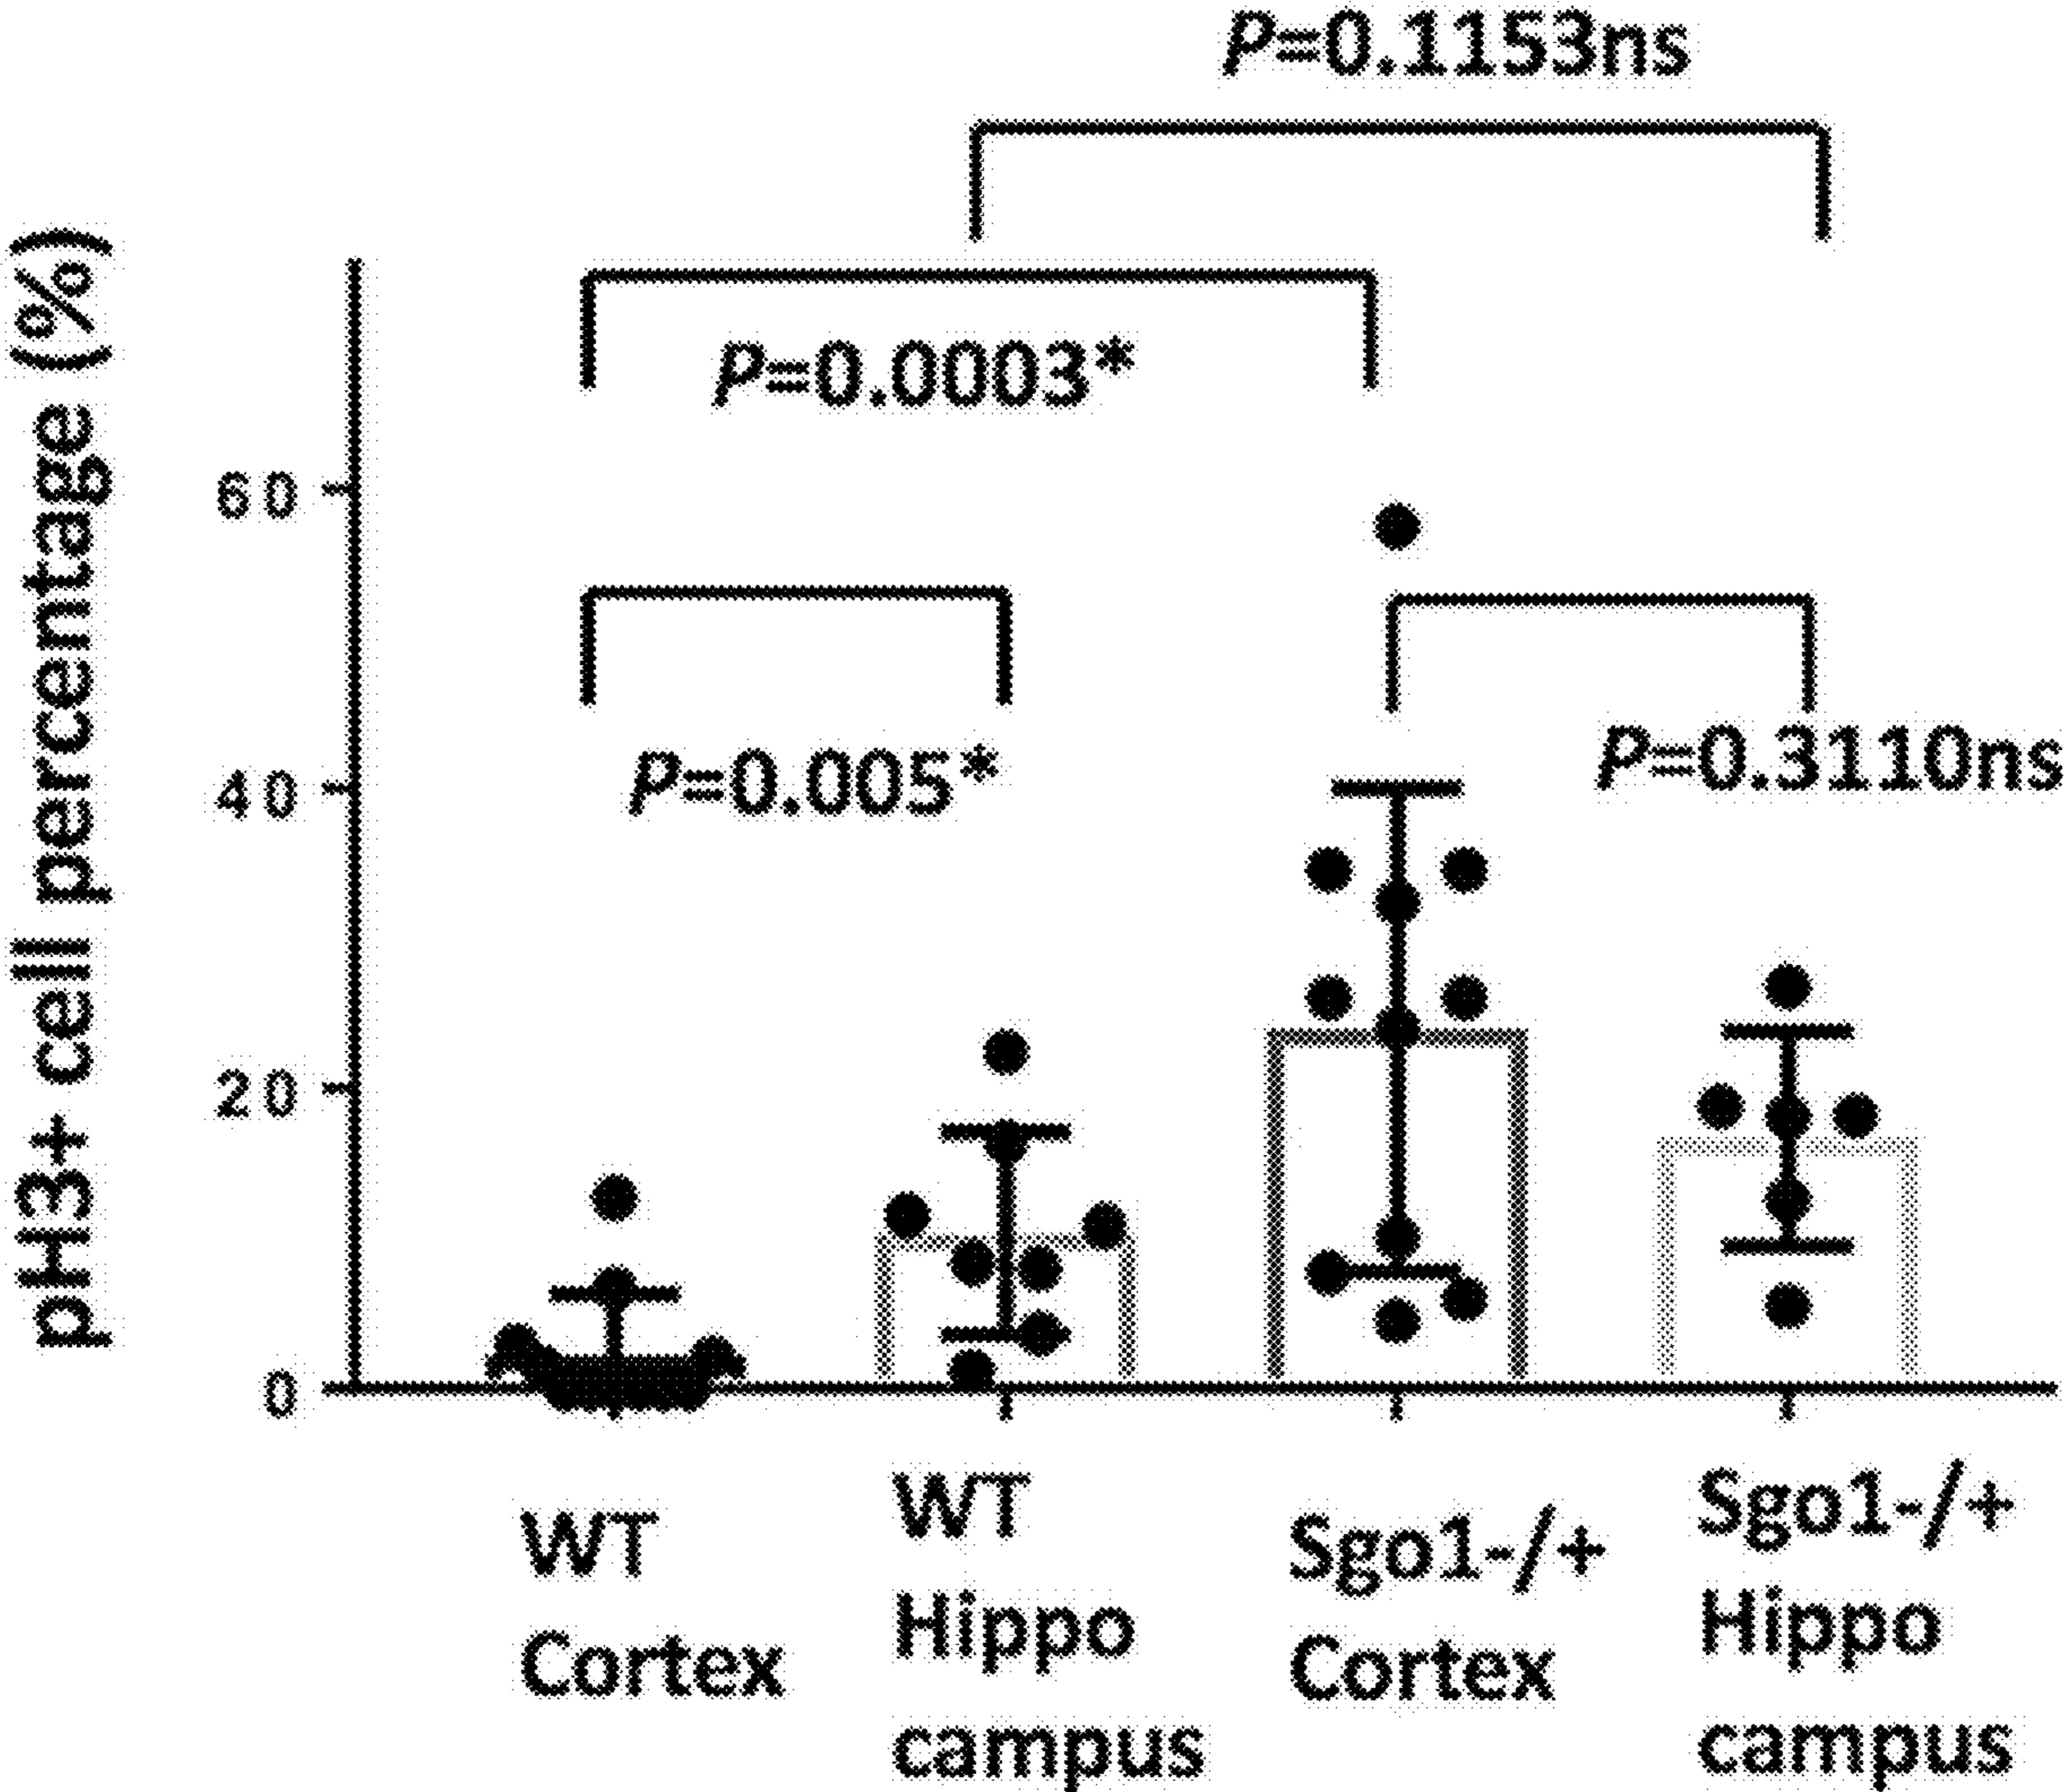 P=0.1153ns
P=0.0003*
P=0.005*
P=0.3110ns
pH3+ cell percentage (%)
60
40
20
0
WT
Cortex
WT
Hippo
campus
Sgo1-/+
Cortex
Sgo1-/+
Hippo
campus